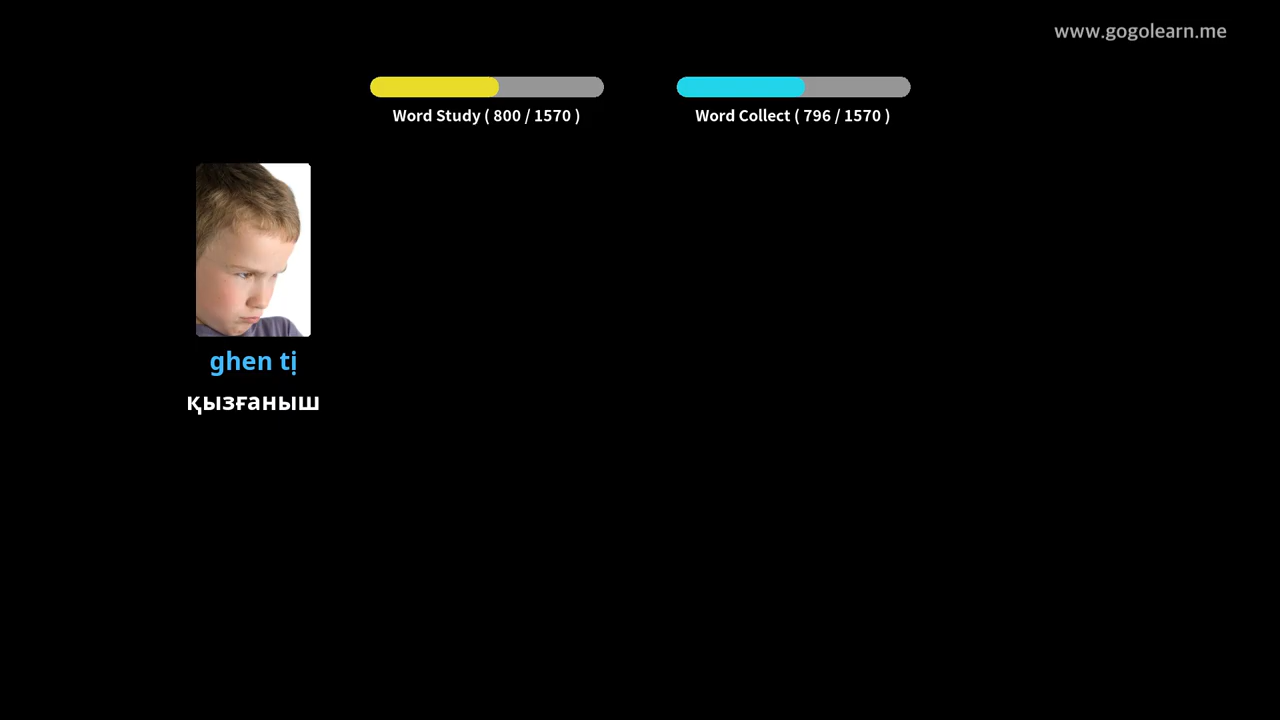 www.gogolearn.me
Word Study ( 800 / 1570 )
Word Collect ( 796 / 1570 )
ghen tị
қызғаныш